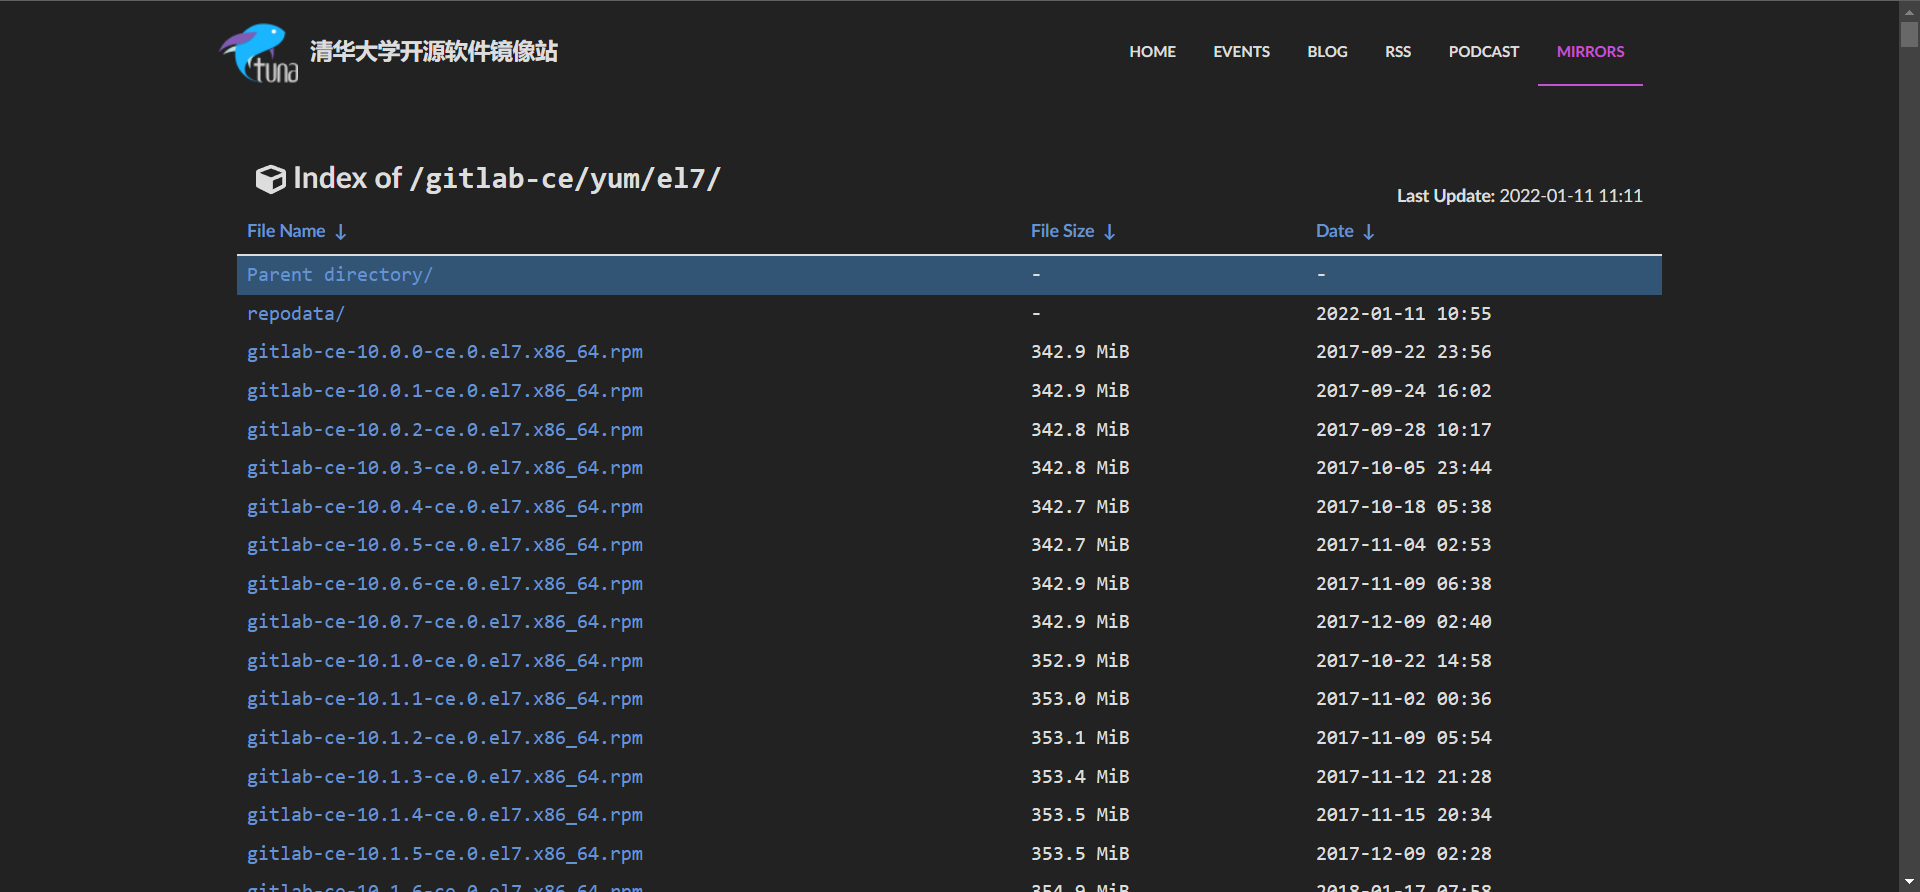 tuna 清华大学开源软件镜像站 HOME EVENTS BLOG RSS PODCAST MIRRORS
Index of /gitlab-ce/yum/el7/
Last Update: 2022-01-11 11:11
File Name ↓ File Size ↓ Date ↓
Parent directory/ - -
repodata/ - 2022-01-11 10:55
gitlab-ce-10.0.0-ce.0.el7.x86_64.rpm 342.9 MiB 2017-09-22 23:56
gitlab-ce-10.0.1-ce.0.el7.x86_64.rpm 342.9 MiB 2017-09-24 16:02
gitlab-ce-10.0.2-ce.0.el7.x86_64.rpm 342.8 MiB 2017-09-28 10:17
gitlab-ce-10.0.3-ce.0.el7.x86_64.rpm 342.8 MiB 2017-10-05 23:44
gitlab-ce-10.0.4-ce.0.el7.x86_64.rpm 342.7 MiB 2017-10-18 05:38
gitlab-ce-10.0.5-ce.0.el7.x86_64.rpm 342.7 MiB 2017-11-04 02:53
gitlab-ce-10.0.6-ce.0.el7.x86_64.rpm 342.9 MiB 2017-11-09 06:38
gitlab-ce-10.0.7-ce.0.el7.x86_64.rpm 342.9 MiB 2017-12-09 02:40
gitlab-ce-10.1.0-ce.0.el7.x86_64.rpm 352.9 MiB 2017-10-22 14:58
gitlab-ce-10.1.1-ce.0.el7.x86_64.rpm 353.0 MiB 2017-11-02 00:36
gitlab-ce-10.1.2-ce.0.el7.x86_64.rpm 353.1 MiB 2017-11-09 05:54
gitlab-ce-10.1.3-ce.0.el7.x86_64.rpm 353.4 MiB 2017-11-12 21:28
gitlab-ce-10.1.4-ce.0.el7.x86_64.rpm 353.5 MiB 2017-11-15 20:34
gitlab-ce-10.1.5-ce.0.el7.x86_64.rpm 353.5 MiB 2017-12-09 02:28
gitlab-ce-10.1.6-ce.0.el7.x86_64.rpm 354.9 MiB 2018-01-17 07:58